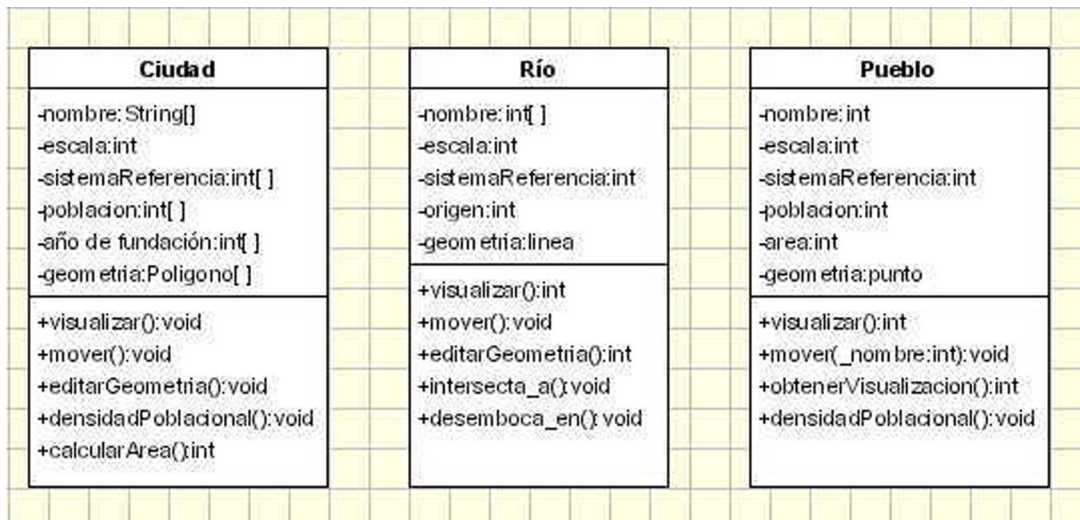 Ciudad
-nombre:String[]
-escala:int
-sistemaReferencia:int[ ]
-poblacion:int[ ]
-año de fundación:int[ ]
-geometria:Poligono[ ]
+visualizar():void
+mover():void
+editarGeometria():void
+densidadPoblacional():void
+calcularArea():int
Río
-nombre:int[ ]
-escala:int
-sistemaReferencia:int
-origen:int
-geometria:linea
+visualizar():int
+mover():void
+editarGeometria():int
+intersecta_a():void
+desemboca_en(): void
Pueblo
-nombre:int
-escala:int
-sistemaReferencia:int
-poblacion:int
-area:int
-geometria:punto
+visualizar():int
+mover(_nombre:int):void
+obtenerVisualizacion():int
+densidadPoblacional():void